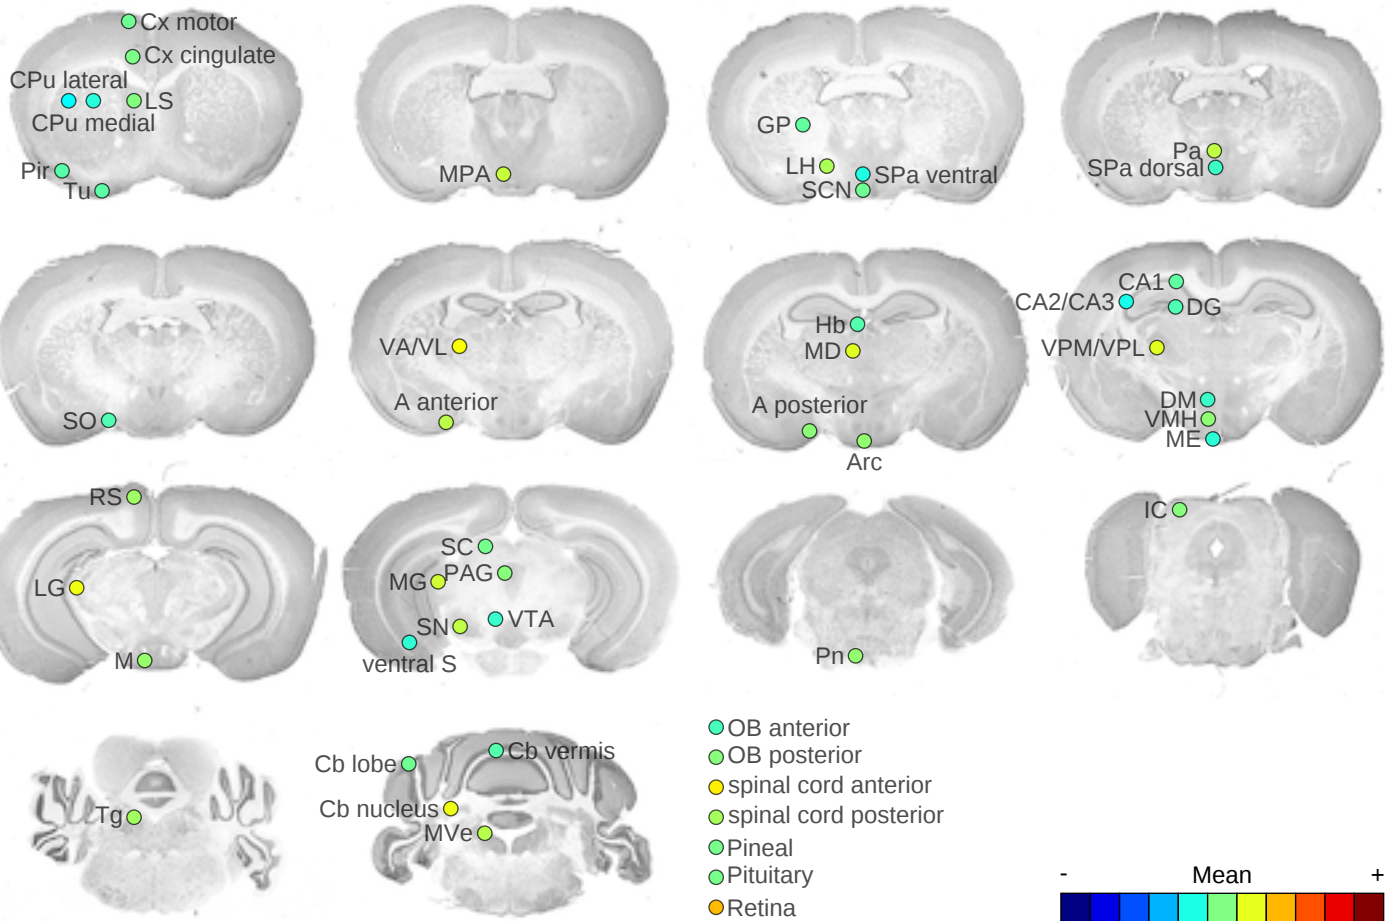 Cx motor
Cx cingulate
CPu lateral
LS
CPu medial
Pir
Tu
MPA
GP
LH
SPa ventral
SCN
Pa
SPa dorsal
SO
VA/VL
A anterior
Hb
MD
A posterior
Arc
CA1
CA2/CA3
DG
VPM/VPL
DM
VMH
ME
RS
LG
M
SC
PAG
MG
SN
VTA
ventral S
Pn
IC
Tg
Cb vermis
Cb lobe
Cb nucleus
MVe
OB anterior
OB posterior
spinal cord anterior
spinal cord posterior
Pineal
Pituitary
Retina
- Mean +